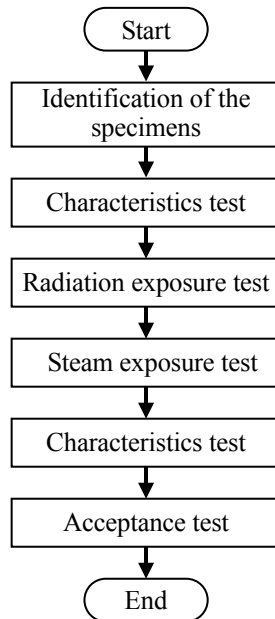 Start
Identification of the
specimens
Characteristics test
Radiation exposure test
Steam exposure test
Characteristics test
Acceptance test
End